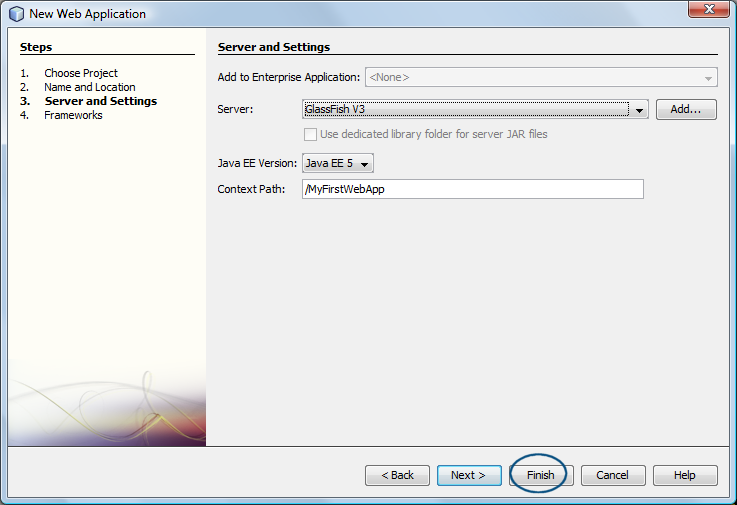 New Web Application
Steps
1. Choose Project
2. Name and Location
3. Server and Settings
4. Frameworks
Server and Settings
Add to Enterprise Application: <None>
Server: GlassFish V3 Add...
Use dedicated library folder for server JAR files
Java EE Version: Java EE 5
Context Path: /MyFirstWebApp
< Back Next > Finish Cancel Help